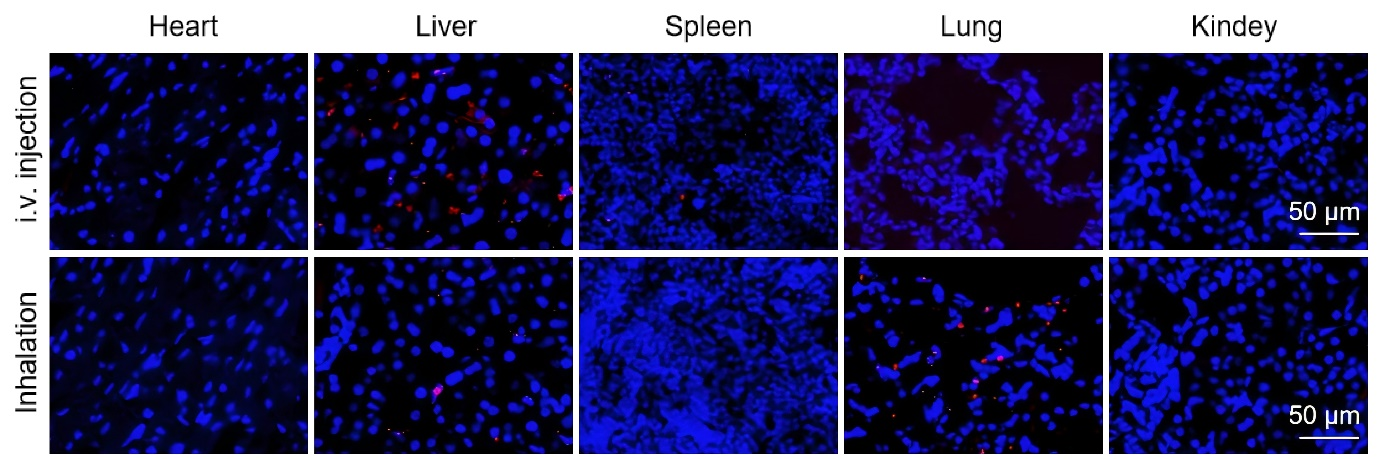 Heart Liver Spleen Lung Kindey
i.v. injection
50 µm
Inhalation
50 µm